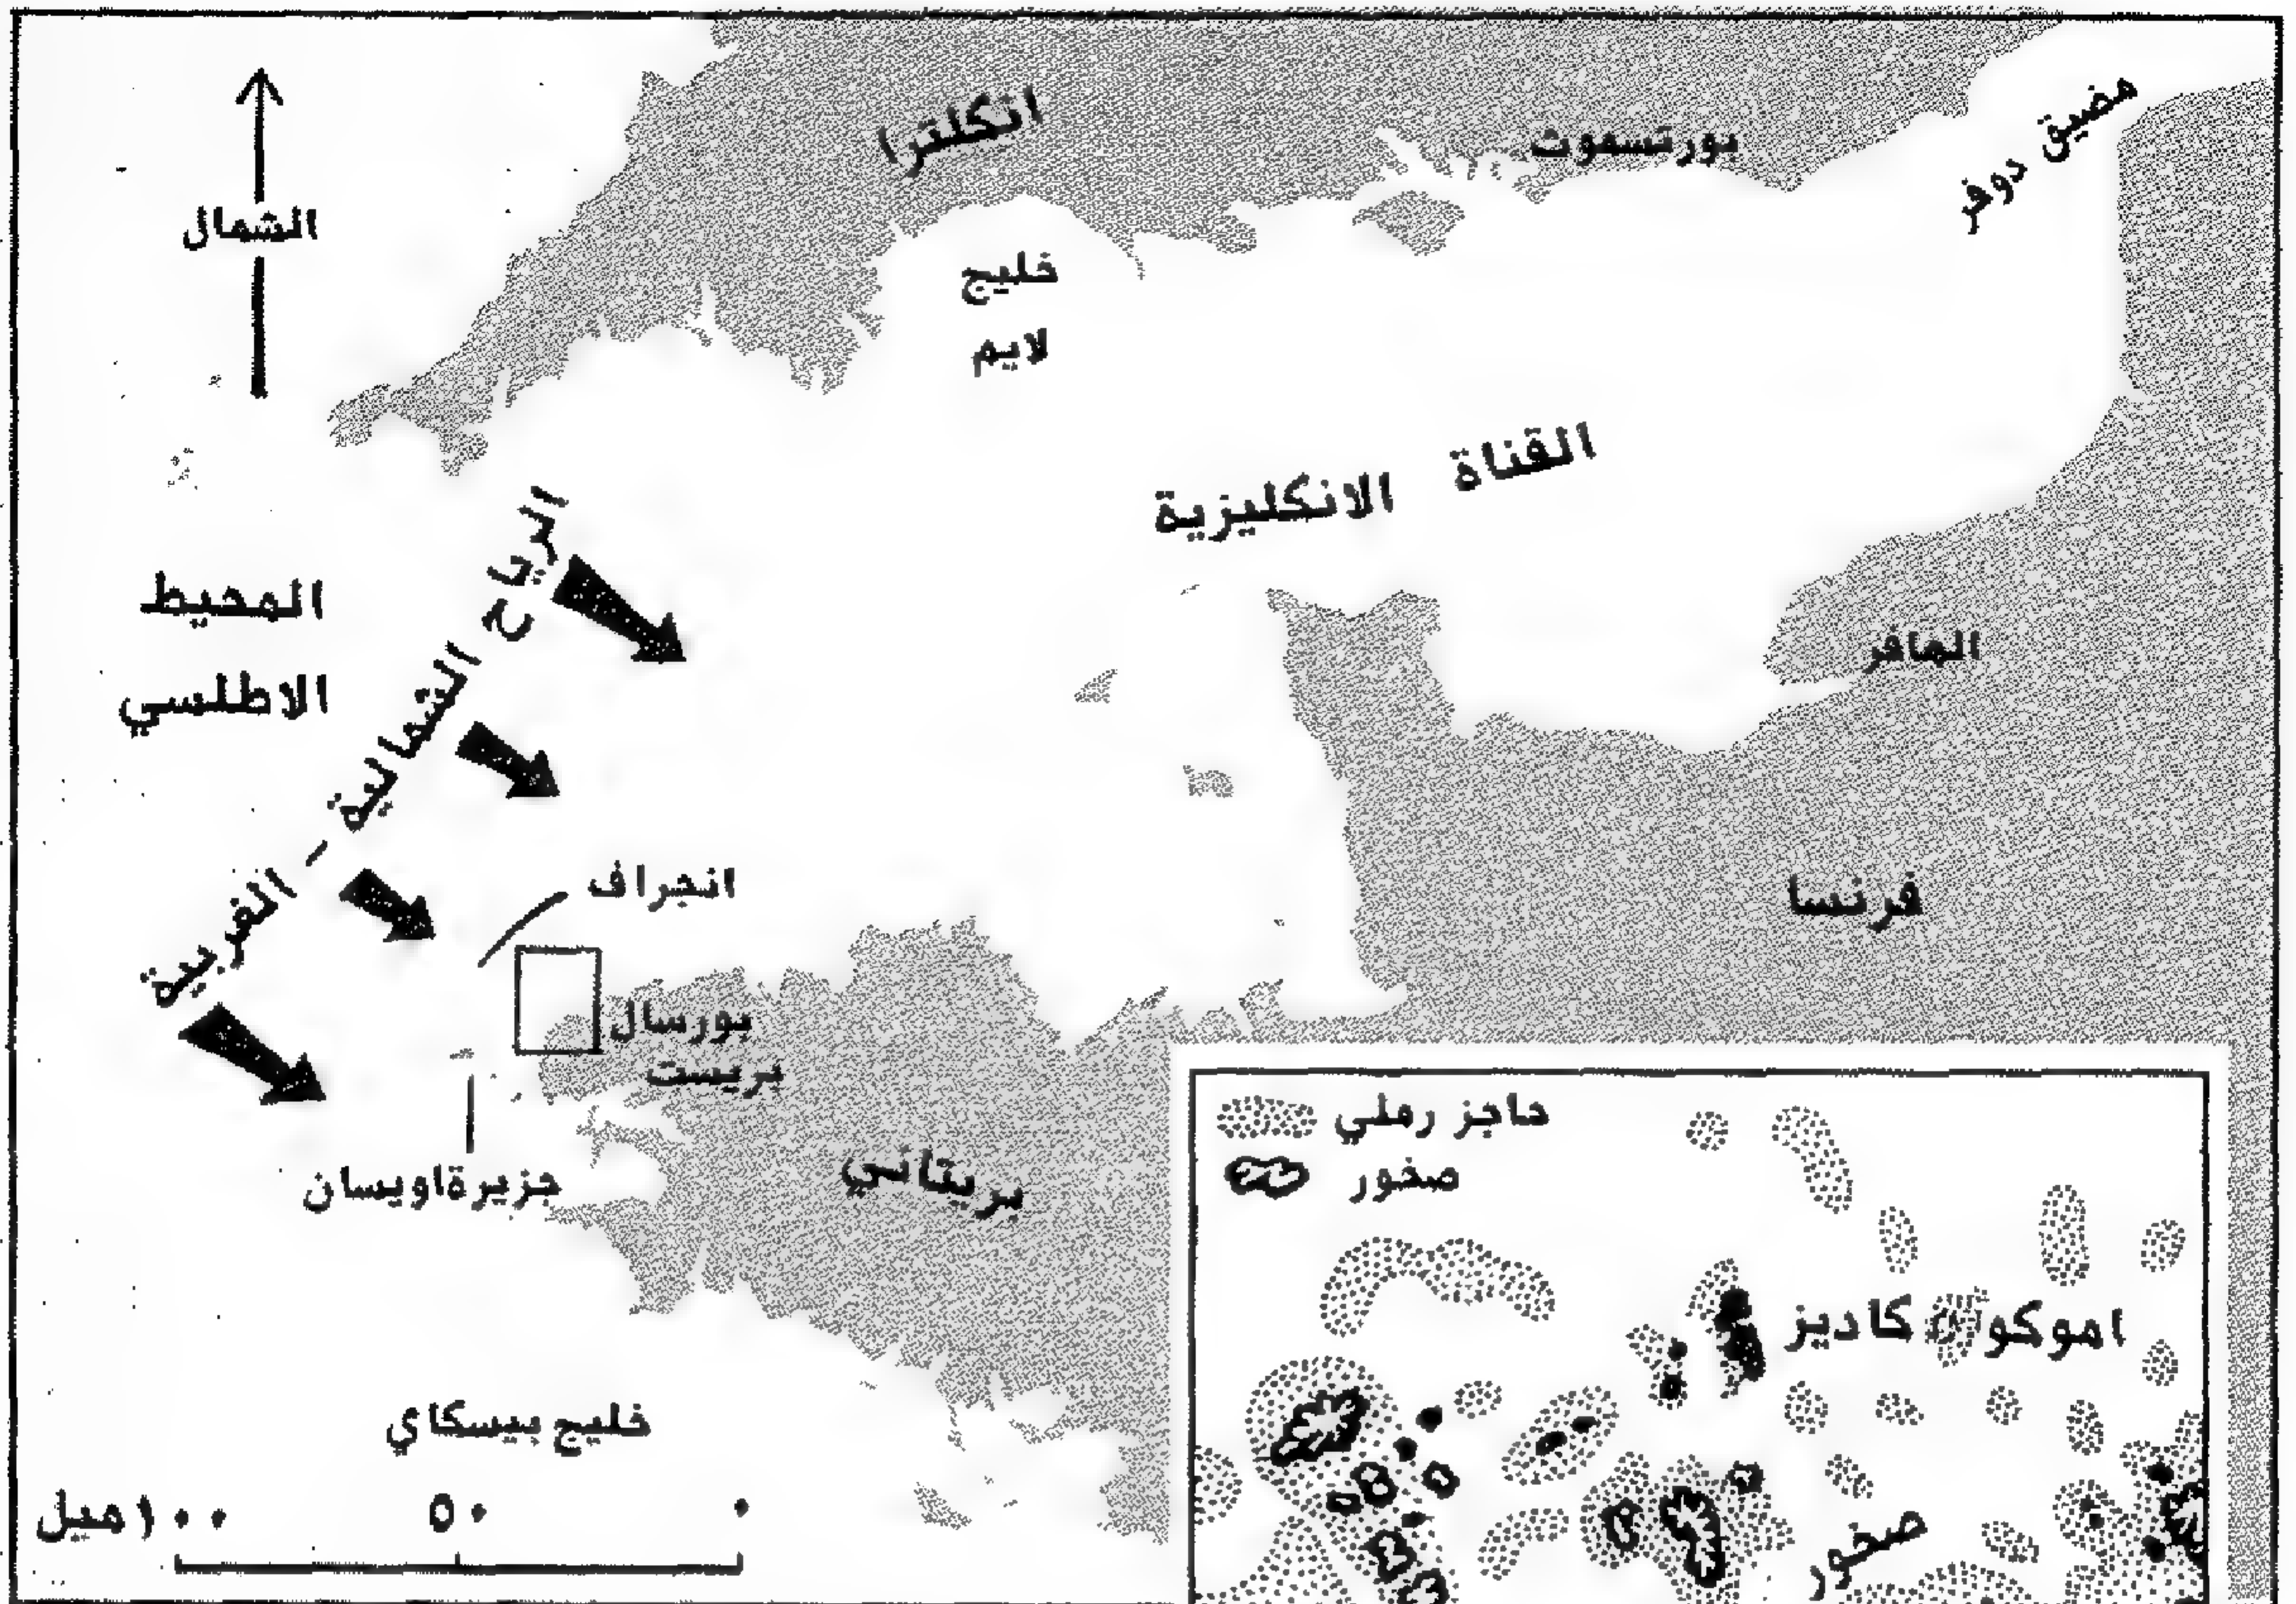 انكلترا
بورتسموث
مضيق دوفر
الشمال
خليج
لايم
القناة الانكليزية
الرياح الشمالية - الغربية
المحيط
الاطلسي
الهافر
فرنسا
انجراف
بورسال
بريست
جزيرة اويسان
بريتاني
خليج بيسكاي
١٠٠ ميل ٥٠ ٠
حاجز رملي
صخور
اموكو كاديز
صخور